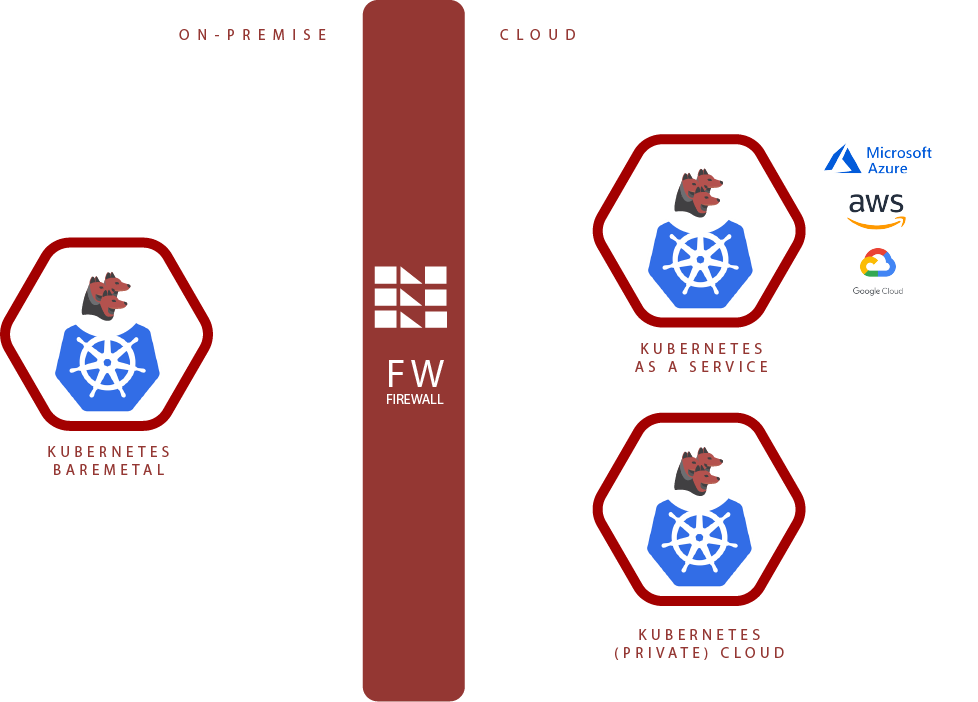 ON-PREMISE
CLOUD
Microsoft
Azure
aws
Google Cloud
KUBERNETES
AS A SERVICE
FW
FIREWALL
KUBERNETES
BAREMETAL
KUBERNETES
(PRIVATE) CLOUD